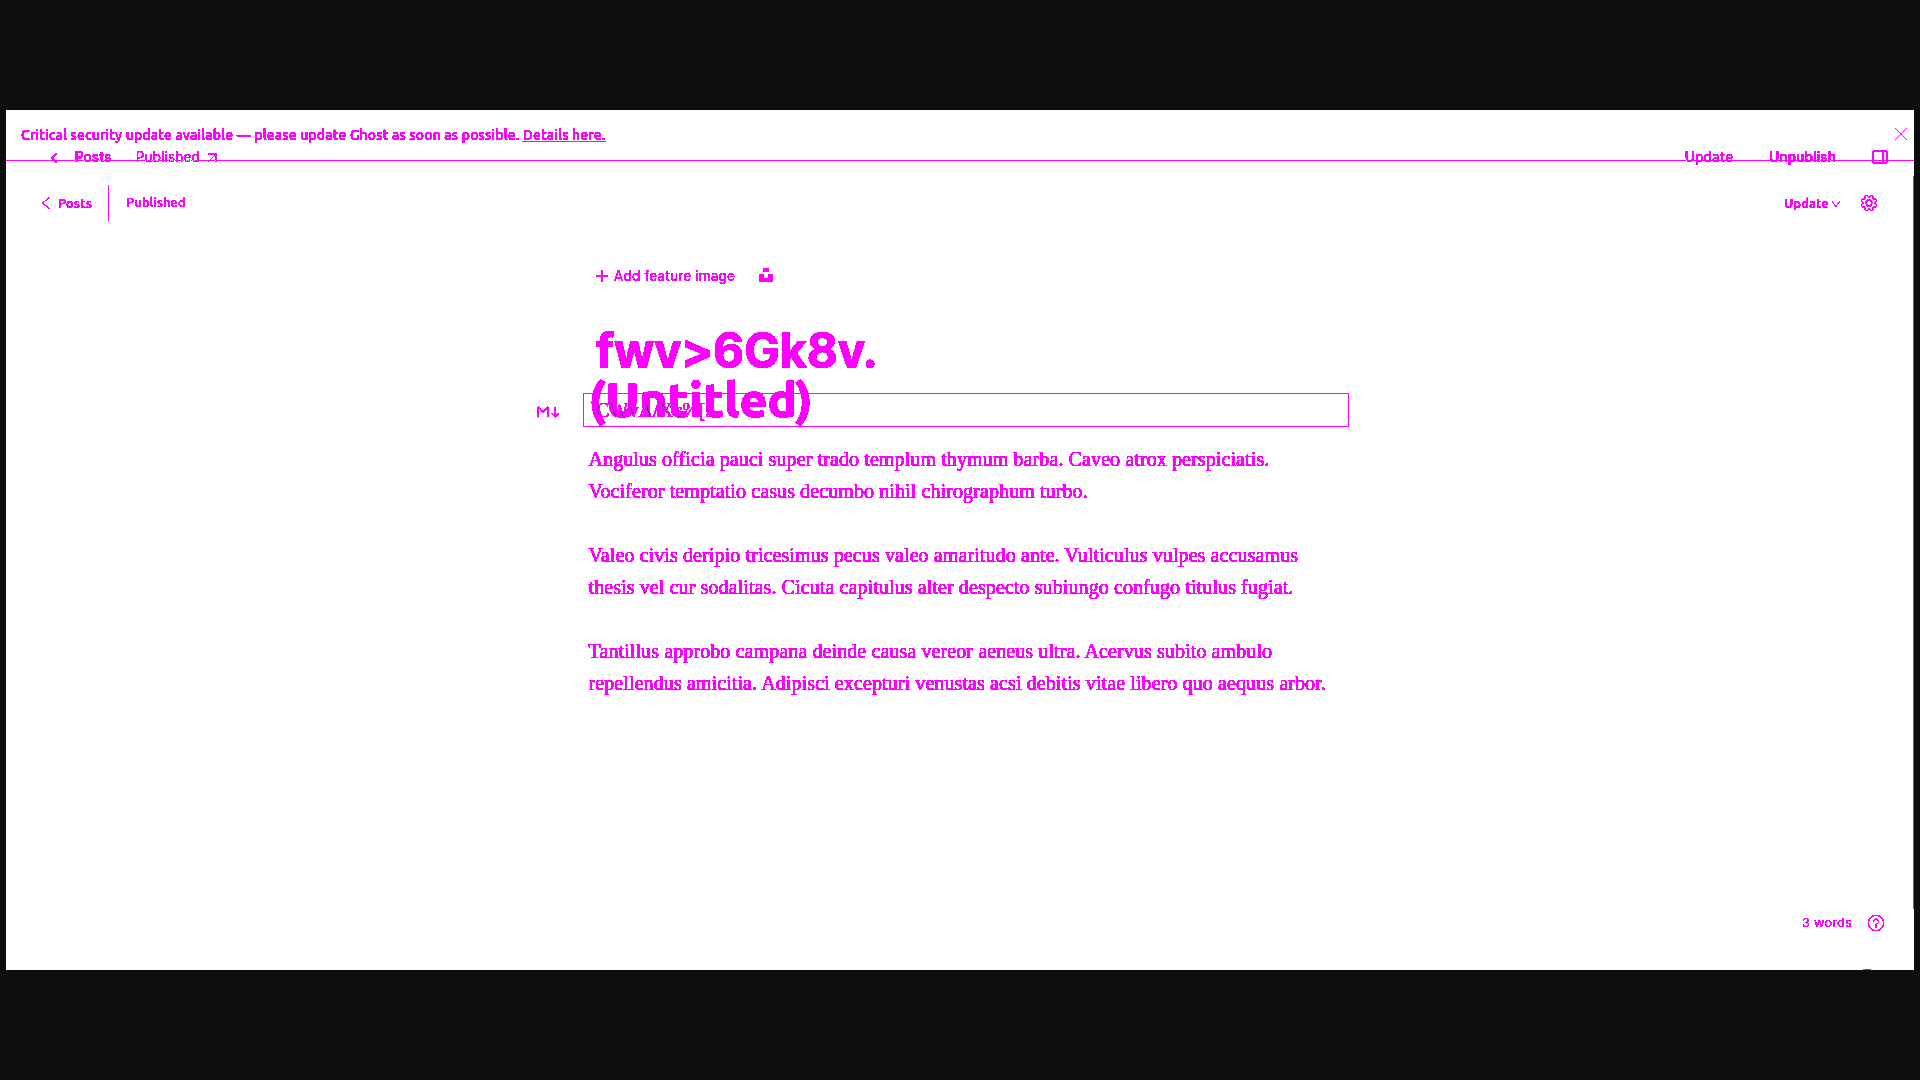 Critical security update available — please update Ghost as soon as possible. Details here.
Posts Published Update Unpublish
Posts Published Update
Add feature image
fwv>6Gk8v.
(Untitled)
Angulus officia pauci super trado templum thymum barba. Caveo atrox perspiciatis.
Vociferor temptatio casus decumbo nihil chirographum turbo.
Valeo civis deripio tricesimus pecus valeo amaritudo ante. Vulticulus vulpes accusamus
thesis vel cur sodalitas. Cicuta capitulus alter despecto subiungo confugo titulus fugiat.
Tantillus approbo campana deinde causa vereor aeneus ultra. Acervus subito ambulo
repellendus amicitia. Adipisci excepturi venustas acsi debitis vitae libero quo aequus arbor.
3 words